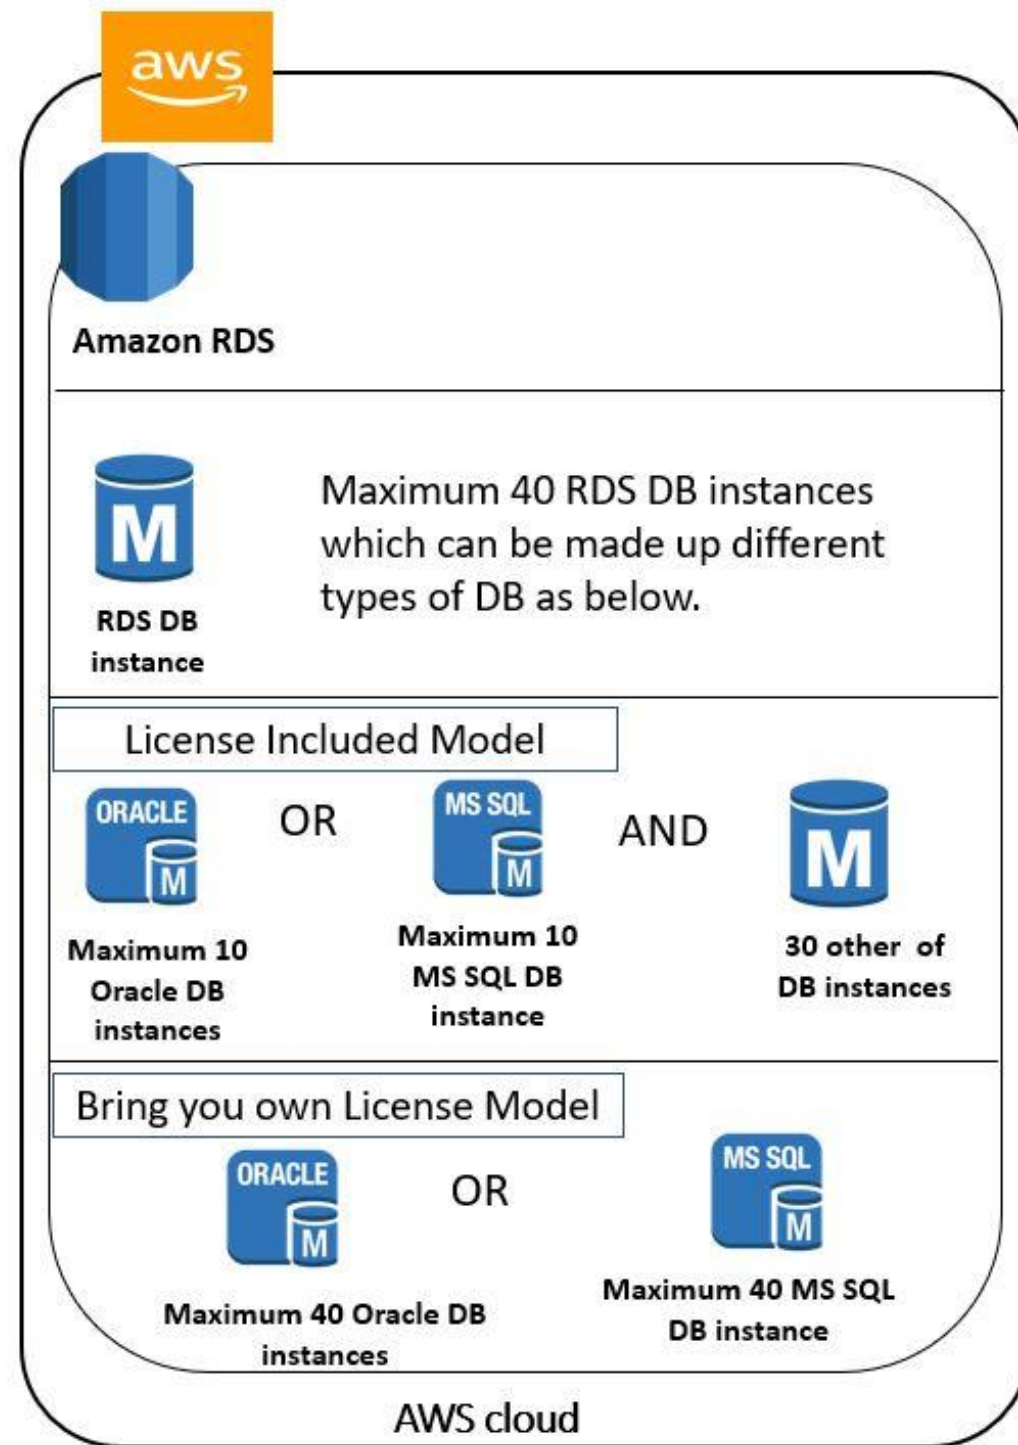 aws
Amazon RDS
M
Maximum 40 RDS DB instances
which can be made up different
types of DB as below.
RDS DB
instance
License Included Model
ORACLE
M
OR
MS SQL
M
AND
M
Maximum 10
Oracle DB
instances
Maximum 10
MS SQL DB
instance
30 other of
DB instances
Bring you own License Model
ORACLE
M
OR
MS SQL
M
Maximum 40 Oracle DB
instances
Maximum 40 MS SQL
DB instance
AWS cloud